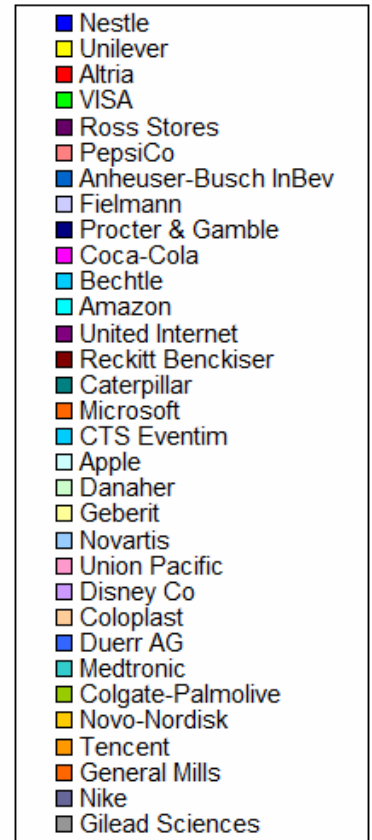 Nestle
Unilever
Altria
VISA
Ross Stores
PepsiCo
Anheuser-Busch InBev
Fielmann
Procter & Gamble
Coca-Cola
Bechtle
Amazon
United Internet
Reckitt Benckiser
Caterpillar
Microsoft
CTS Eventim
Apple
Danaher
Geberit
Novartis
Union Pacific
Disney Co
Coloplast
Duerr AG
Medtronic
Colgate-Palmolive
Novo-Nordisk
Tencent
General Mills
Nike
Gilead Sciences